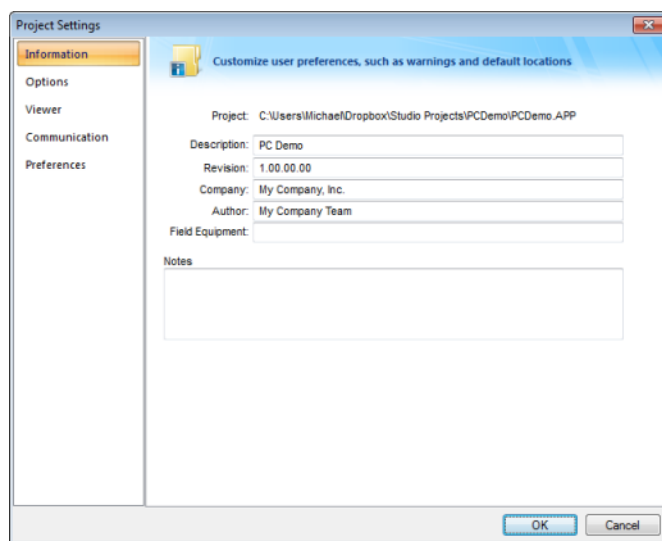 Project Settings
Information
Options
Viewer
Communication
Preferences
Customize user preferences, such as warnings and default locations
Project: C:\Users\Michael\Dropbox\Studio Projects\PCDemo\PCDemo.APP
Description: PC Demo
Revision: 1.00.00.00
Company: My Company, Inc.
Author: My Company Team
Field Equipment:
Notes
OK Cancel